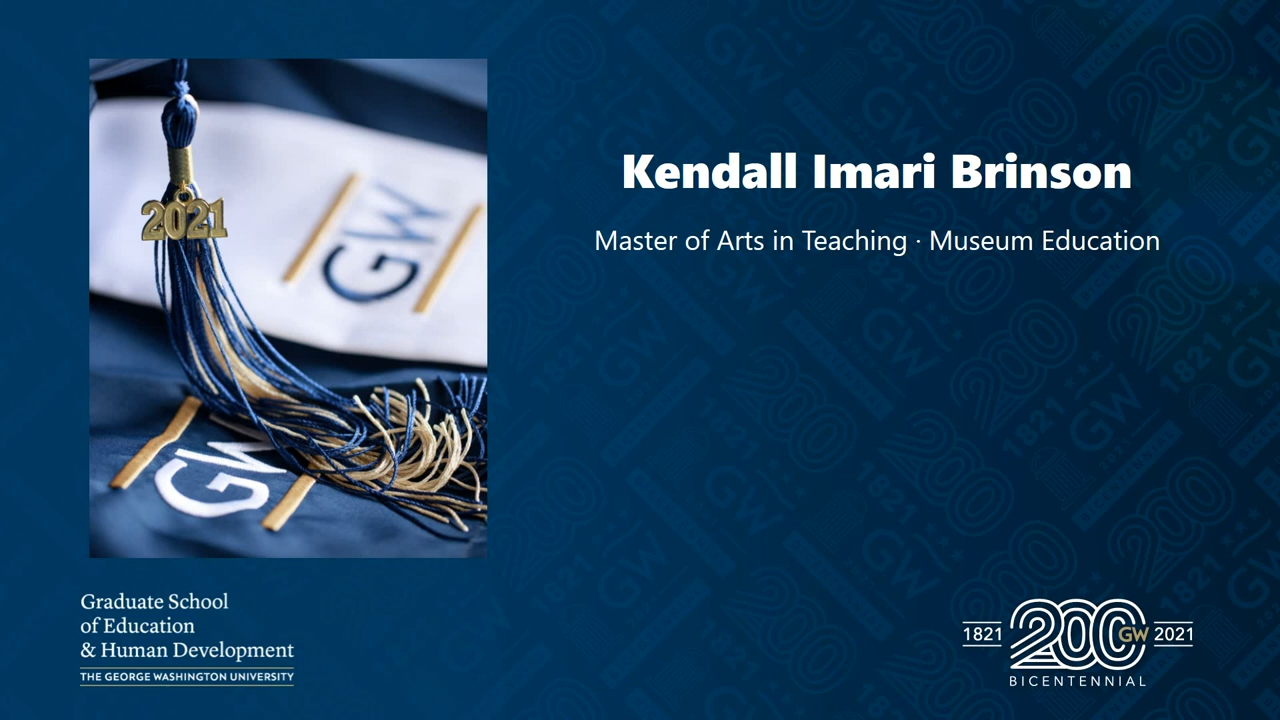 Kendall Imari Brinson
Master of Arts in Teaching · Museum Education
2021
GW
GW
Graduate School
of Education
& Human Development
THE GEORGE WASHINGTON UNIVERSITY
1821 200 GW 2021
BICENTENNIAL